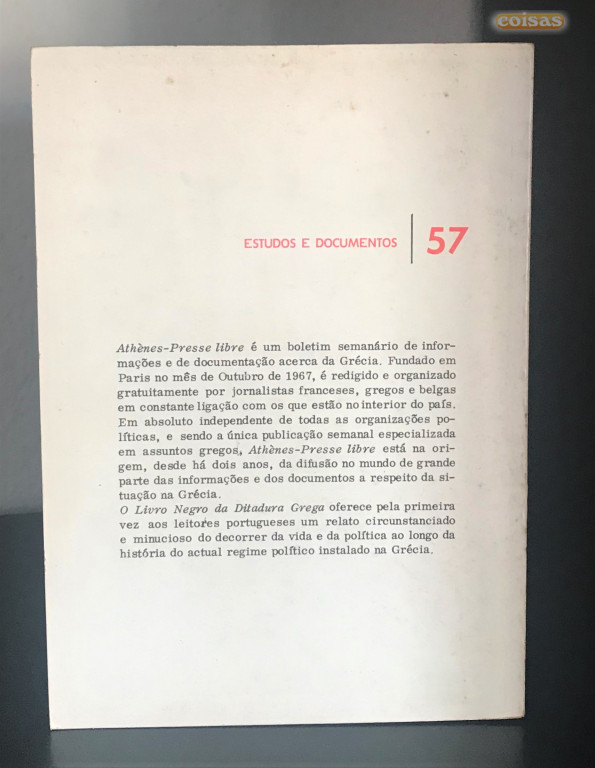 coisas
ESTUDOS E DOCUMENTOS 57
Athènes-Presse libre é um boletim semanário de infor-
mações e de documentação acerca da Grécia. Fundado em
Paris no mês de Outubro de 1967, é redigido e organizado
gratuitamente por jornalistas franceses, gregos e belgas
em constante ligação com os que estão no interior do país.
Em absoluto independente de todas as organizações po-
líticas, e sendo a única publicação semanal especializada
em assuntos gregos, Athènes-Presse libre está na ori-
gem, desde há dois anos, da difusão no mundo de grande
parte das informações e dos documentos a respeito da si-
tuação na Grécia.
O Livro Negro da Ditadura Grega oferece pela primeira
vez aos leitores portugueses um relato circunstanciado
e minucioso do decorrer da vida e da política ao longo da
história do actual regime político instalado na Grécia.